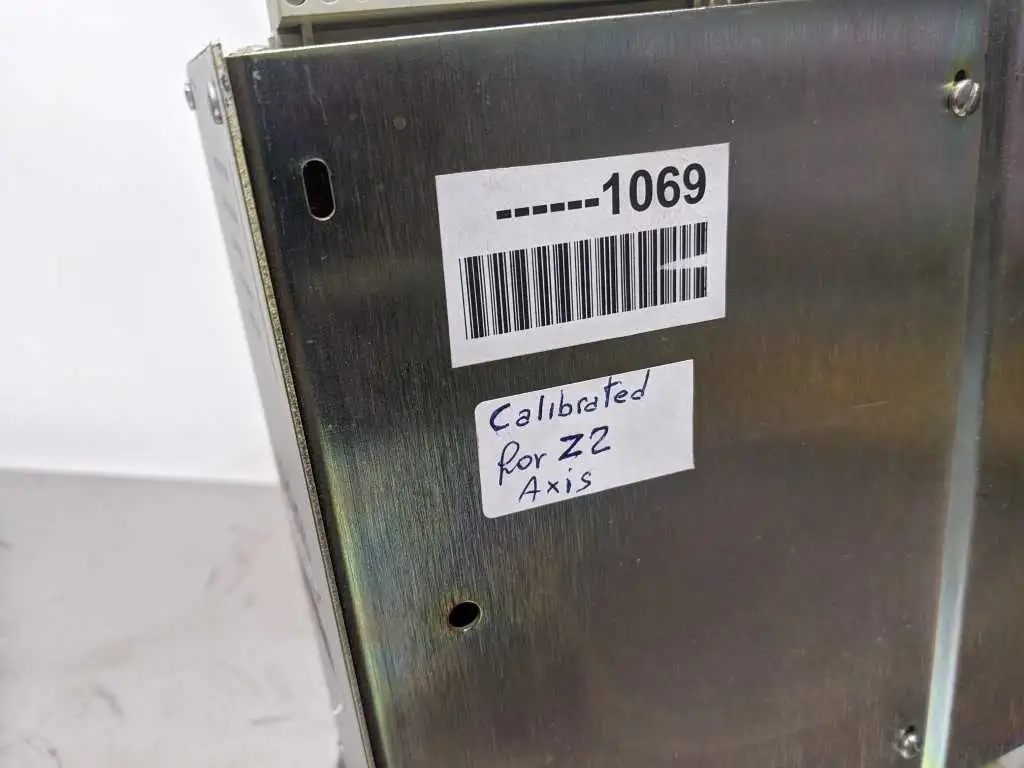 ------1069
Calibrated
for Z2
Axis